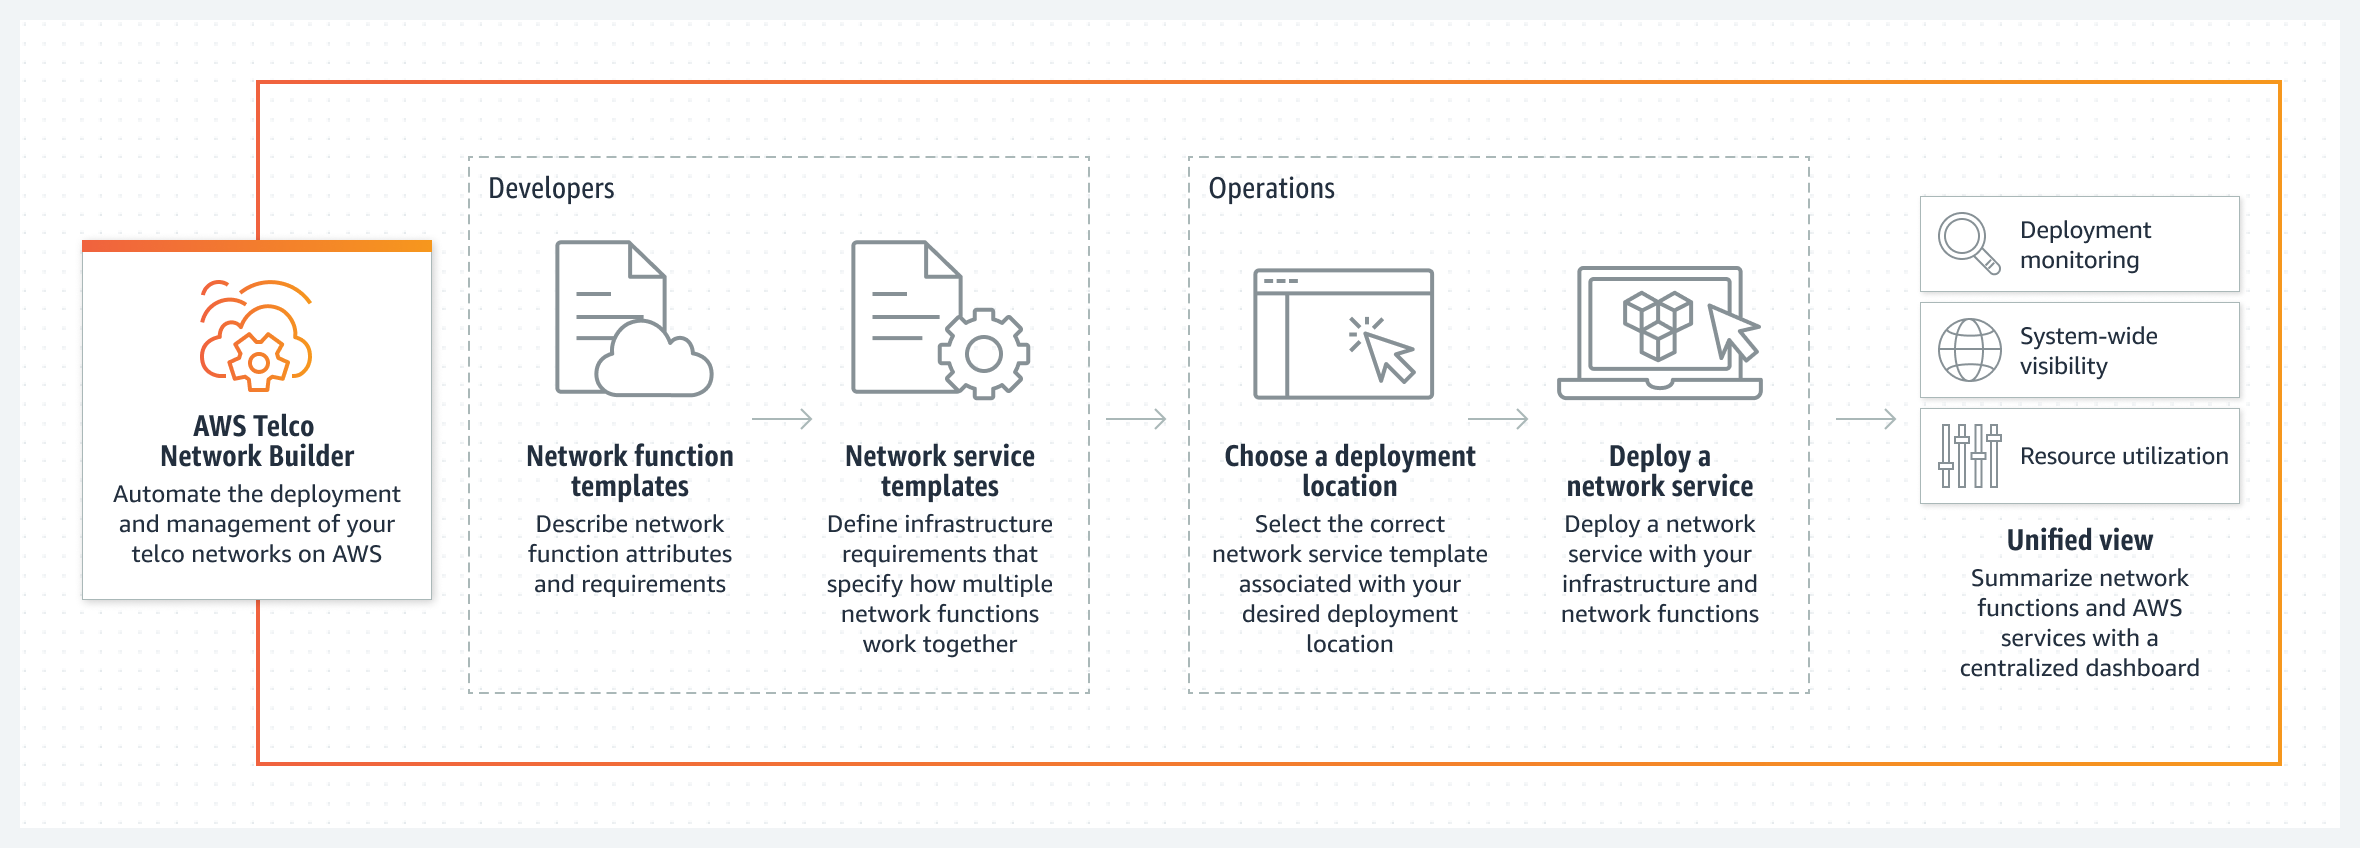 AWS Telco
Network Builder
Automate the deployment
and management of your
telco networks on AWS
Developers
Network function
templates
Describe network
function attributes
and requirements
Network service
templates
Define infrastructure
requirements that
specify how multiple
network functions
work together
Operations
Choose a deployment
location
Select the correct
network service template
associated with your
desired deployment
location
Deploy a
network service
Deploy a network
service with your
infrastructure and
network functions
Deployment
monitoring
System-wide
visibility
Resource utilization
Unified view
Summarize network
functions and AWS
services with a
centralized dashboard